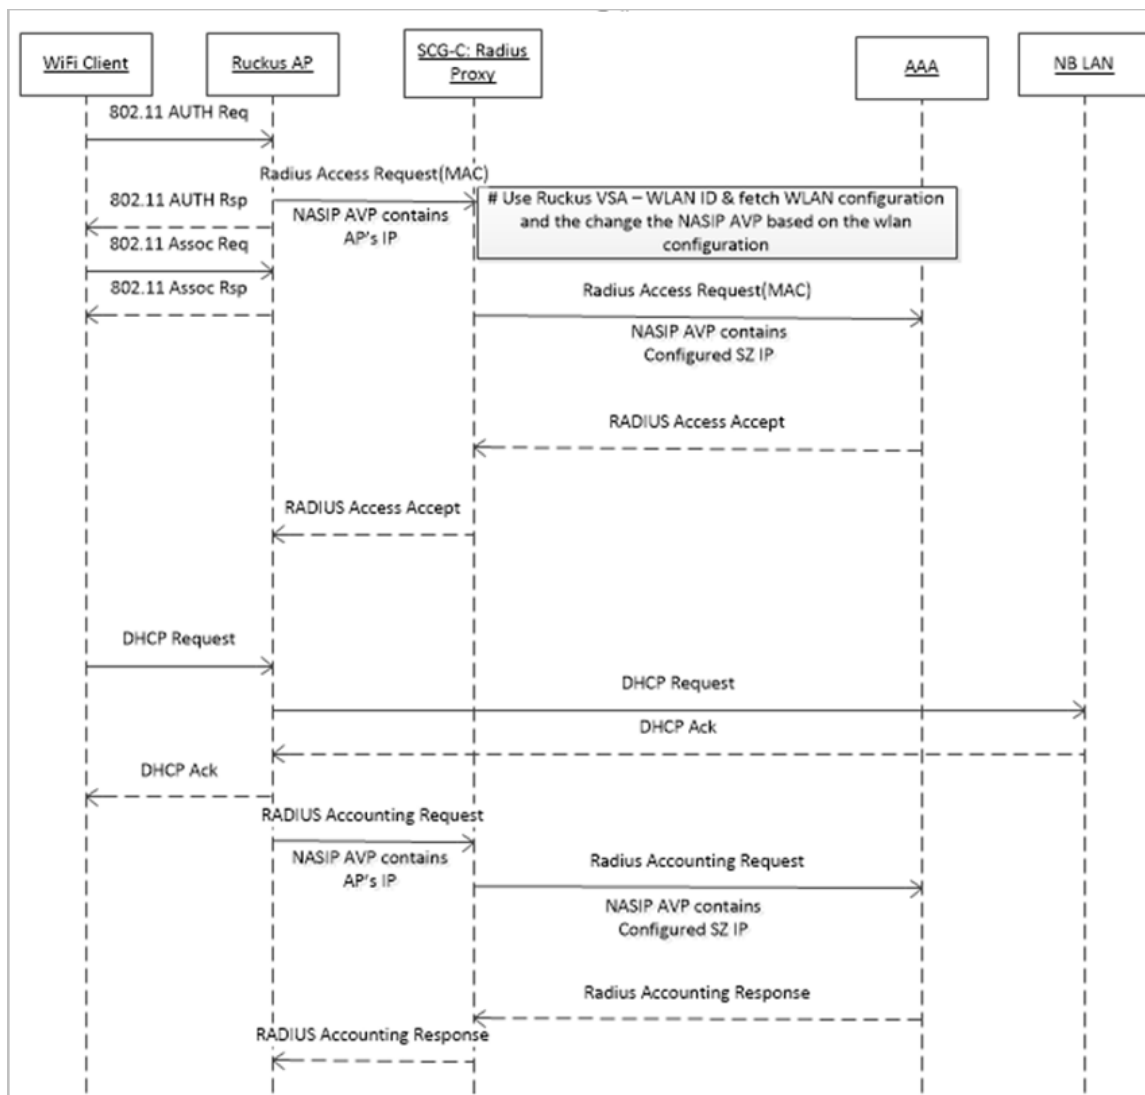 WiFi Client
Ruckus AP
SCG-C: Radius
Proxy
AAA
NB LAN
802.11 AUTH Req
Radius Access Request(MAC)
802.11 AUTH Rsp
NASIP AVP contains
AP's IP
# Use Ruckus VSA – WLAN ID & fetch WLAN configuration
and the change the NASIP AVP based on the wlan
configuration
802.11 Assoc Req
802.11 Assoc Rsp
Radius Access Request(MAC)
NASIP AVP contains
Configured SZ IP
RADIUS Access Accept
RADIUS Access Accept
DHCP Request
DHCP Request
DHCP Ack
DHCP Ack
RADIUS Accounting Request
NASIP AVP contains
AP's IP
Radius Accounting Request
NASIP AVP contains
Configured SZ IP
Radius Accounting Response
RADIUS Accounting Response